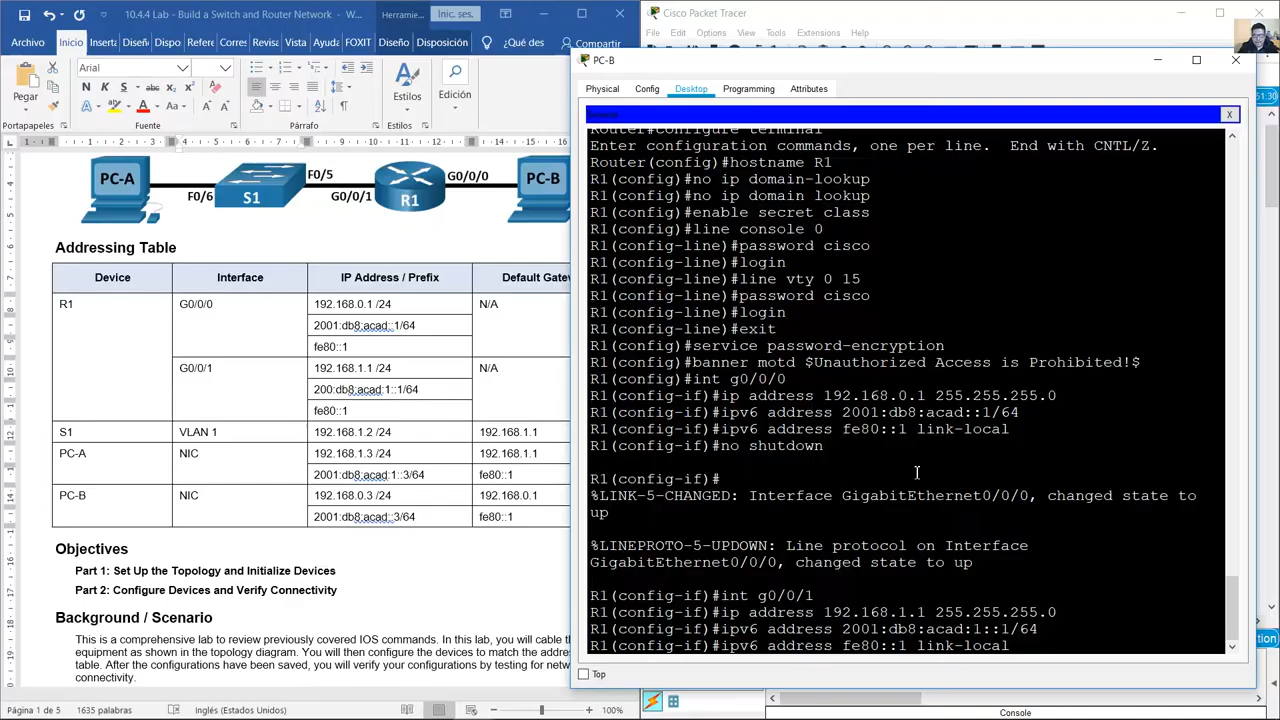 10.4.4 Lab - Build a Switch and Router Network... - W...
Herramie...
Inic. ses.
Inicio
Dispo
Refere
Corres
Revisa
Vista
Ayuda
FOXIT
Diseño
Disposición
¿Qué des
Compartir
Pegar
Arial
Estilos
Edición
Portapapeles
Fuente
Párrafo
Estilos
PC-A
F0/6
S1
F0/5
G0/0/1
R1
G0/0/0
PC-B
Addressing Table
Device Interface IP Address / Prefix Default Gatew
R1 G0/0/0 192.168.0.1 /24 N/A
2001:db8:acad::1/64
fe80::1
G0/0/1 192.168.1.1 /24 N/A
200:db8:acad:1::1/64
fe80::1
S1 VLAN 1 192.168.1.2 /24 192.168.1.1
PC-A NIC 192.168.1.3 /24 192.168.1.1
2001:db8:acad:1::3/64 fe80::1
PC-B NIC 192.168.0.3 /24 192.168.0.1
2001:db8:acad::3/64 fe80::1
Objectives
Part 1: Set Up the Topology and Initialize Devices
Part 2: Configure Devices and Verify Connectivity
Background / Scenario
This is a comprehensive lab to review previously covered IOS commands. In this lab, you will cable th
equipment as shown in the topology diagram. You will then configure the devices to match the addre
table. After the configurations have been saved, you will verify your configurations by testing for netw
connectivity.
Página 1 de 5
1635 palabras
Inglés (Estados Unidos)
100%
Cisco Packet Tracer
File Edit Options View Tools Extensions Help
PC-B
Physical Config Desktop Programming Attributes
X
Router#configure terminal
Enter configuration commands, one per line. End with CNTL/Z.
Router(config)#hostname R1
R1(config)#no ip domain-lookup
R1(config)#no ip domain lookup
R1(config)#enable secret class
R1(config)#line console 0
R1(config-line)#password cisco
R1(config-line)#login
R1(config-line)#line vty 0 15
R1(config-line)#password cisco
R1(config-line)#login
R1(config-line)#exit
R1(config)#service password-encryption
R1(config)#banner motd $Unauthorized Access is Prohibited!$
R1(config)#int g0/0/0
R1(config-if)#ip address 192.168.0.1 255.255.255.0
R1(config-if)#ipv6 address 2001:db8:acad::1/64
R1(config-if)#ipv6 address fe80::1 link-local
R1(config-if)#no shutdown
R1(config-if)#
%LINK-5-CHANGED: Interface GigabitEthernet0/0/0, changed state to
up
%LINEPROTO-5-UPDOWN: Line protocol on Interface
GigabitEthernet0/0/0, changed state to up
R1(config-if)#int g0/0/1
R1(config-if)#ip address 192.168.1.1 255.255.255.0
R1(config-if)#ipv6 address 2001:db8:acad:1::1/64
R1(config-if)#ipv6 address fe80::1 link-local
Top
51:30
Console